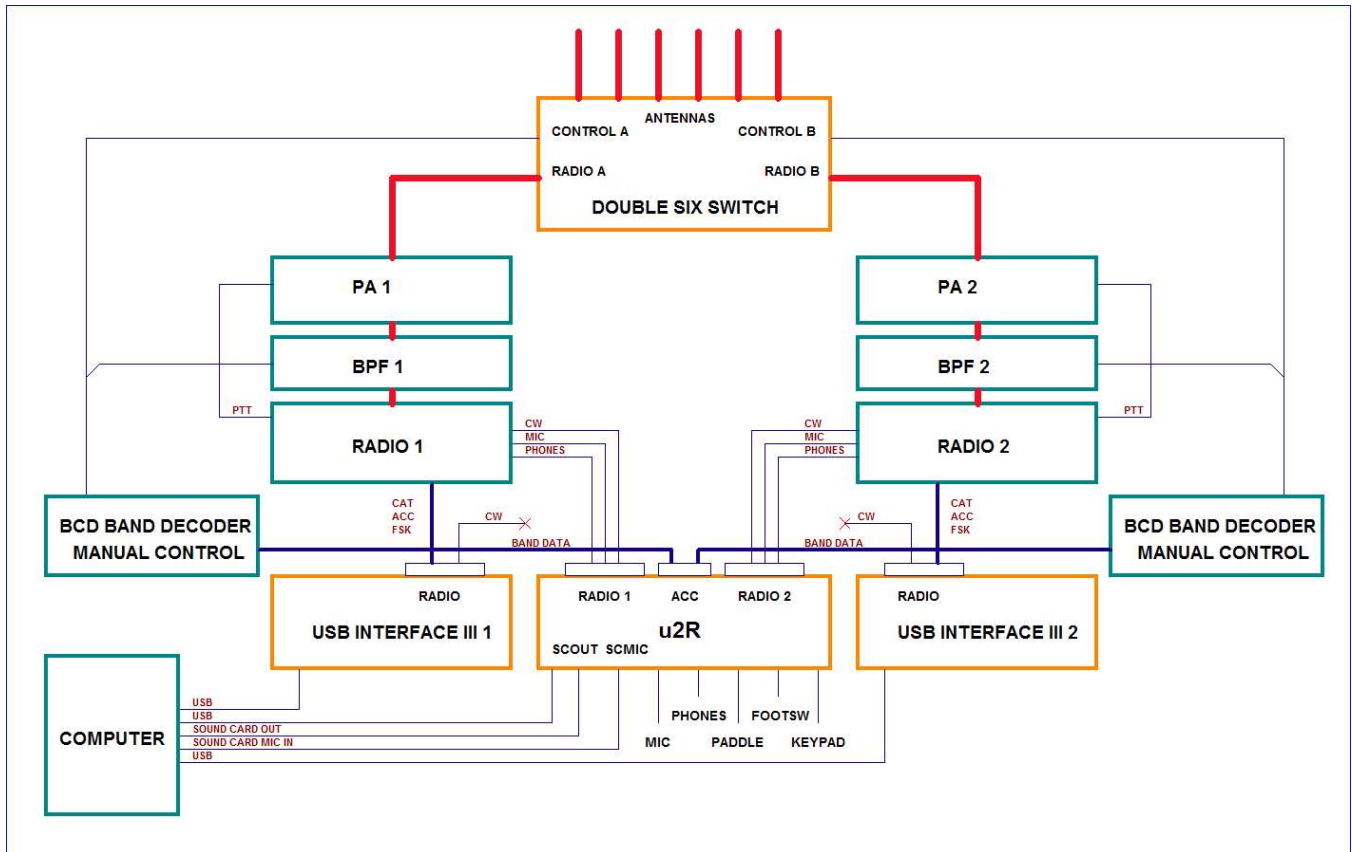 ANTENNAS
CONTROL A
CONTROL B
RADIO A
RADIO B
DOUBLE SIX SWITCH
PA 1
PA 2
BPF 1
BPF 2
PTT
RADIO 1
CW
MIC
PHONES
CW
MIC
PHONES
RADIO 2
PTT
BCD BAND DECODER
MANUAL CONTROL
CAT
ACC
FSK
CW
BAND DATA
CW
BAND DATA
CAT
ACC
FSK
BCD BAND DECODER
MANUAL CONTROL
RADIO
USB INTERFACE III 1
RADIO 1
ACC
RADIO 2
u2R
SCOUT
SCMIC
RADIO
USB INTERFACE III 2
COMPUTER
USB
USB
SOUND CARD OUT
SOUND CARD MIC IN
USB
PHONES
FOOTSW
MIC
PADDLE
KEYPAD